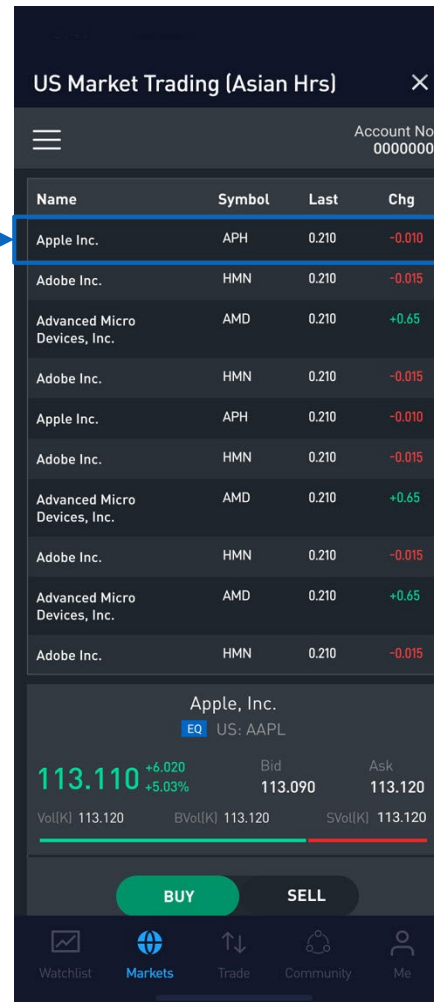 US Market Trading (Asian Hrs)
Account No
0000000
Name Symbol Last Chg
Apple Inc. APH 0.210 -0.010
Adobe Inc. HMN 0.210 -0.015
Advanced Micro
Devices, Inc. AMD 0.210 +0.65
Adobe Inc. HMN 0.210 -0.015
Apple Inc. APH 0.210 -0.010
Adobe Inc. HMN 0.210 -0.015
Advanced Micro
Devices, Inc. AMD 0.210 +0.65
Adobe Inc. HMN 0.210 -0.015
Advanced Micro
Devices, Inc. AMD 0.210 +0.65
Adobe Inc. HMN 0.210 -0.015
Apple, Inc.
EQ US: AAPL
113.110 +6.020 +5.03%
Bid 113.090
Ask 113.120
Vol(K) 113.120 BVol(K) 113.120 SVol(K) 113.120
BUY SELL
Watchlist Markets Trade Community Me